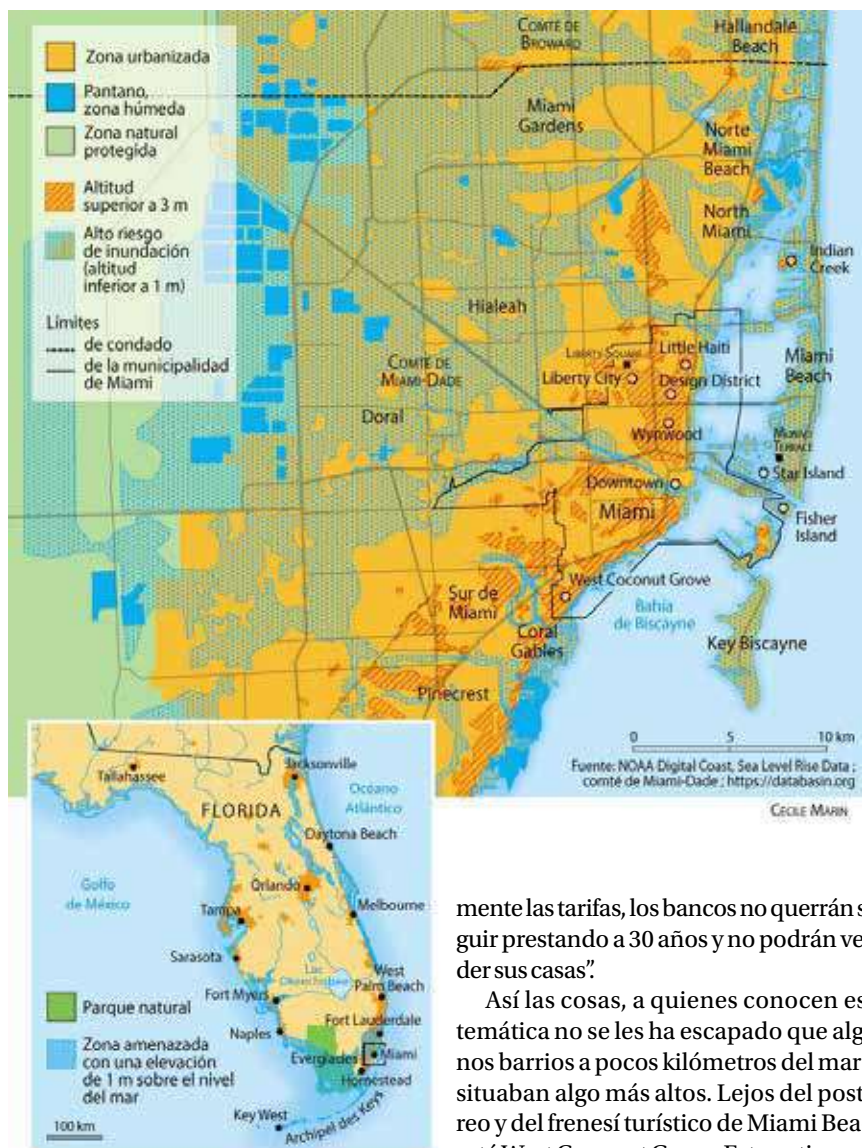 Zona urbanizada
Pantano,
zona húmeda
Zona natural
protegida
Altitud
superior a 3 m
Alto riesgo
de inundación
(altitud
inferior a 1 m)
Límites
de condado
de la municipalidad
de Miami
COMTÉ DE
BROWARD
Hallandale
Beach
Miami
Gardens
Norte
Miami
Beach
North
Miami
Indian
Creek
Hialeah
COMTÉ DE
MIAMI-DADE
LIBERTY SQUARE
Little Haiti
Liberty City
Design District
Miami
Beach
Doral
Wynwood
TERRACE
Star Island
Downtown
Miami
Fisher
Island
West Coconut Grove
Sur de
Miami
Bahía
de Biscayne
Coral
Gables
Key Biscayne
Pinecrest
0 5 10 km
Fuente: NOAA Digital Coast, Sea Level Rise Data ;
comté de Miami-Dade ; https://databasin.org
CECILE MARIN
Tallahassee
Jacksonville
FLORIDA
Océano
Atlántico
Daytona Beach
Golfo
de México
Orlando
Tampa
Melbourne
Sarasota
Lac
Okeechobee
West
Palm Beach
Parque natural
Fort Myers
Fort Lauderdale
Zona amenazada
con una elevación
de 1 m sobre el nivel
del mar
Naples
Everglades
Miami
Homestead
Key West
Archipel des Keys
100 km
mente las tarifas, los bancos no querrán s
guir prestando a 30 años y no podrán ve
der sus casas”.
Así las cosas, a quienes conocen es
temática no se les ha escapado que alg
nos barrios a pocos kilómetros del mar
situaban algo más altos. Lejos del post
reo y del frenesí turístico de Miami Bea